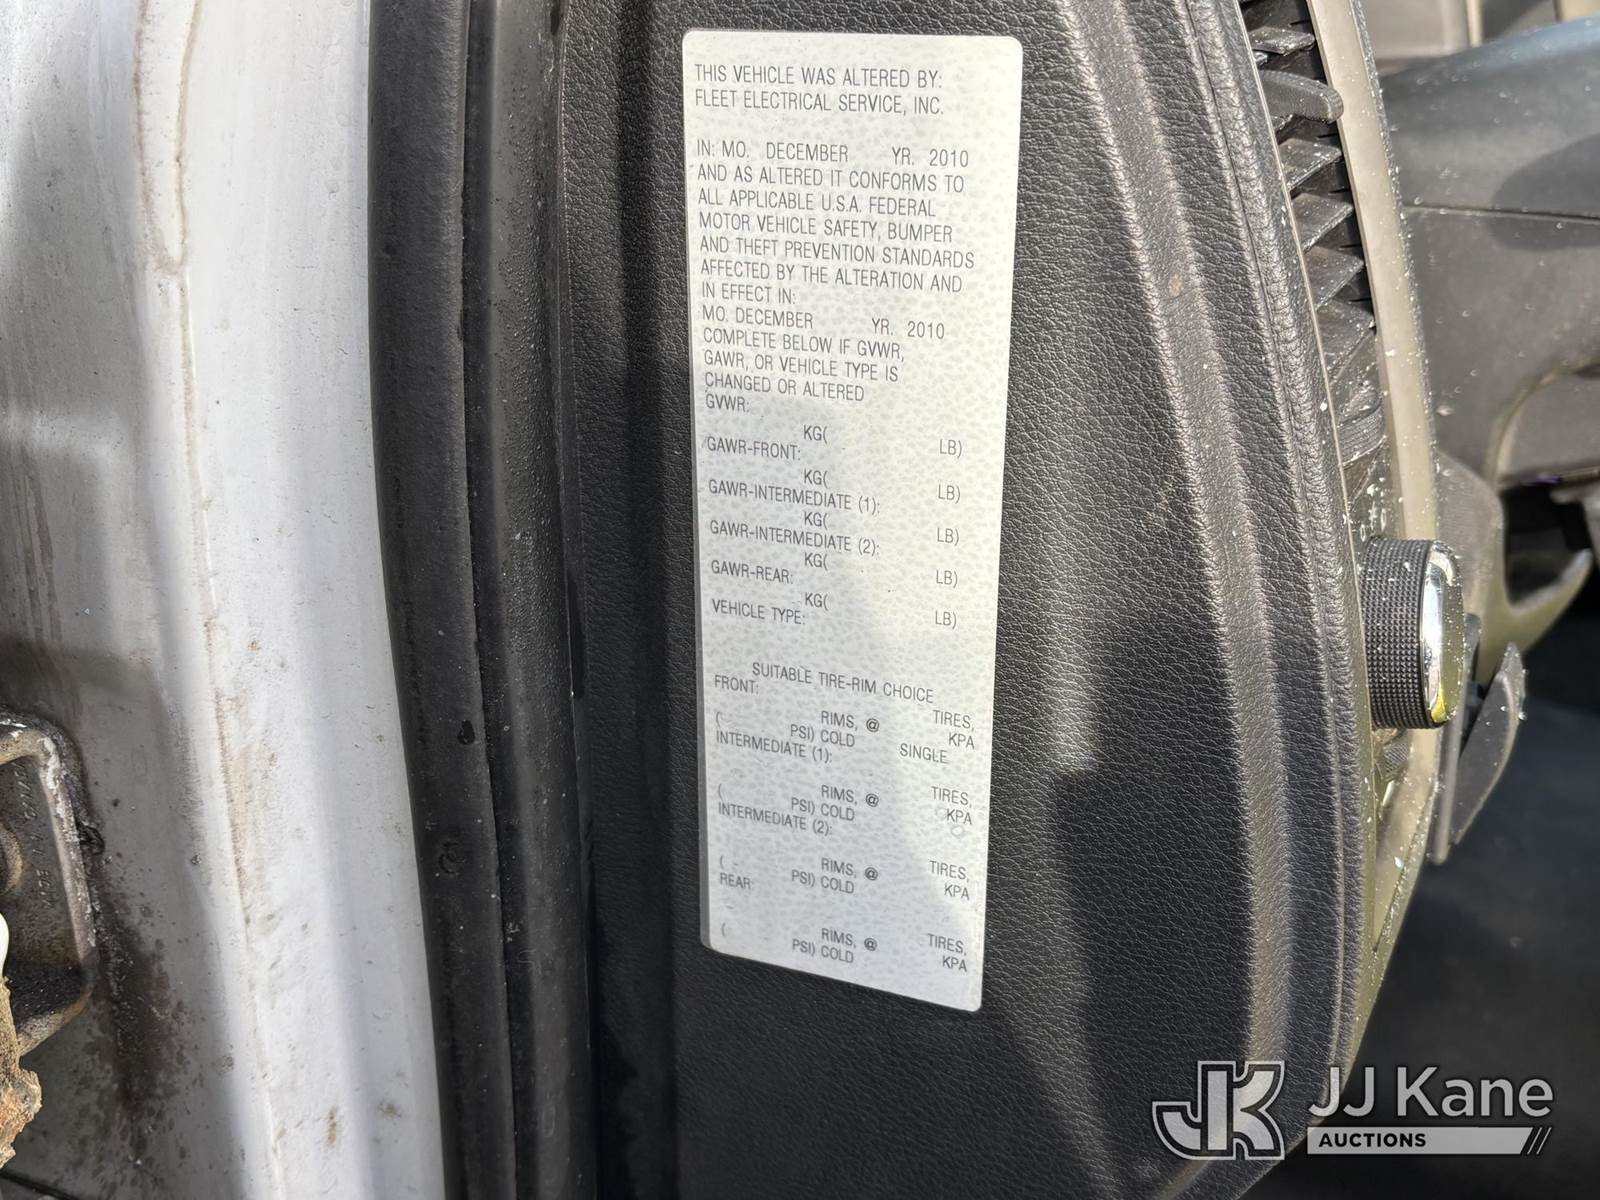 THIS VEHICLE WAS ALTERED BY:
FLEET ELECTRICAL SERVICE, INC.
IN: MO. DECEMBER YR. 2010
AND AS ALTERED IT CONFORMS TO
ALL APPLICABLE U.S.A. FEDERAL
MOTOR VEHICLE SAFETY, BUMPER
AND THEFT PREVENTION STANDARDS
AFFECTED BY THE ALTERATION AND
IN EFFECT IN:
MO. DECEMBER YR. 2010
COMPLETE BELOW IF GVWR,
GAWR, OR VEHICLE TYPE IS
CHANGED OR ALTERED
GVWR:
KG( LB)
GAWR-FRONT:
KG( LB)
GAWR-INTERMEDIATE (1):
KG( LB)
GAWR-INTERMEDIATE (2):
KG( LB)
GAWR-REAR:
KG( LB)
VEHICLE TYPE:
SUITABLE TIRE-RIM CHOICE
FRONT:
TIRES,
RIMS, @ KPA
( PSI) COLD SINGLE
INTERMEDIATE (1):
TIRES,
RIMS, @ KPA
( PSI) COLD
INTERMEDIATE (2):
TIRES,
RIMS, @ KPA
( PSI) COLD
REAR:
TIRES,
RIMS, @ KPA
( PSI) COLD
JK JJ Kane
AUCTIONS